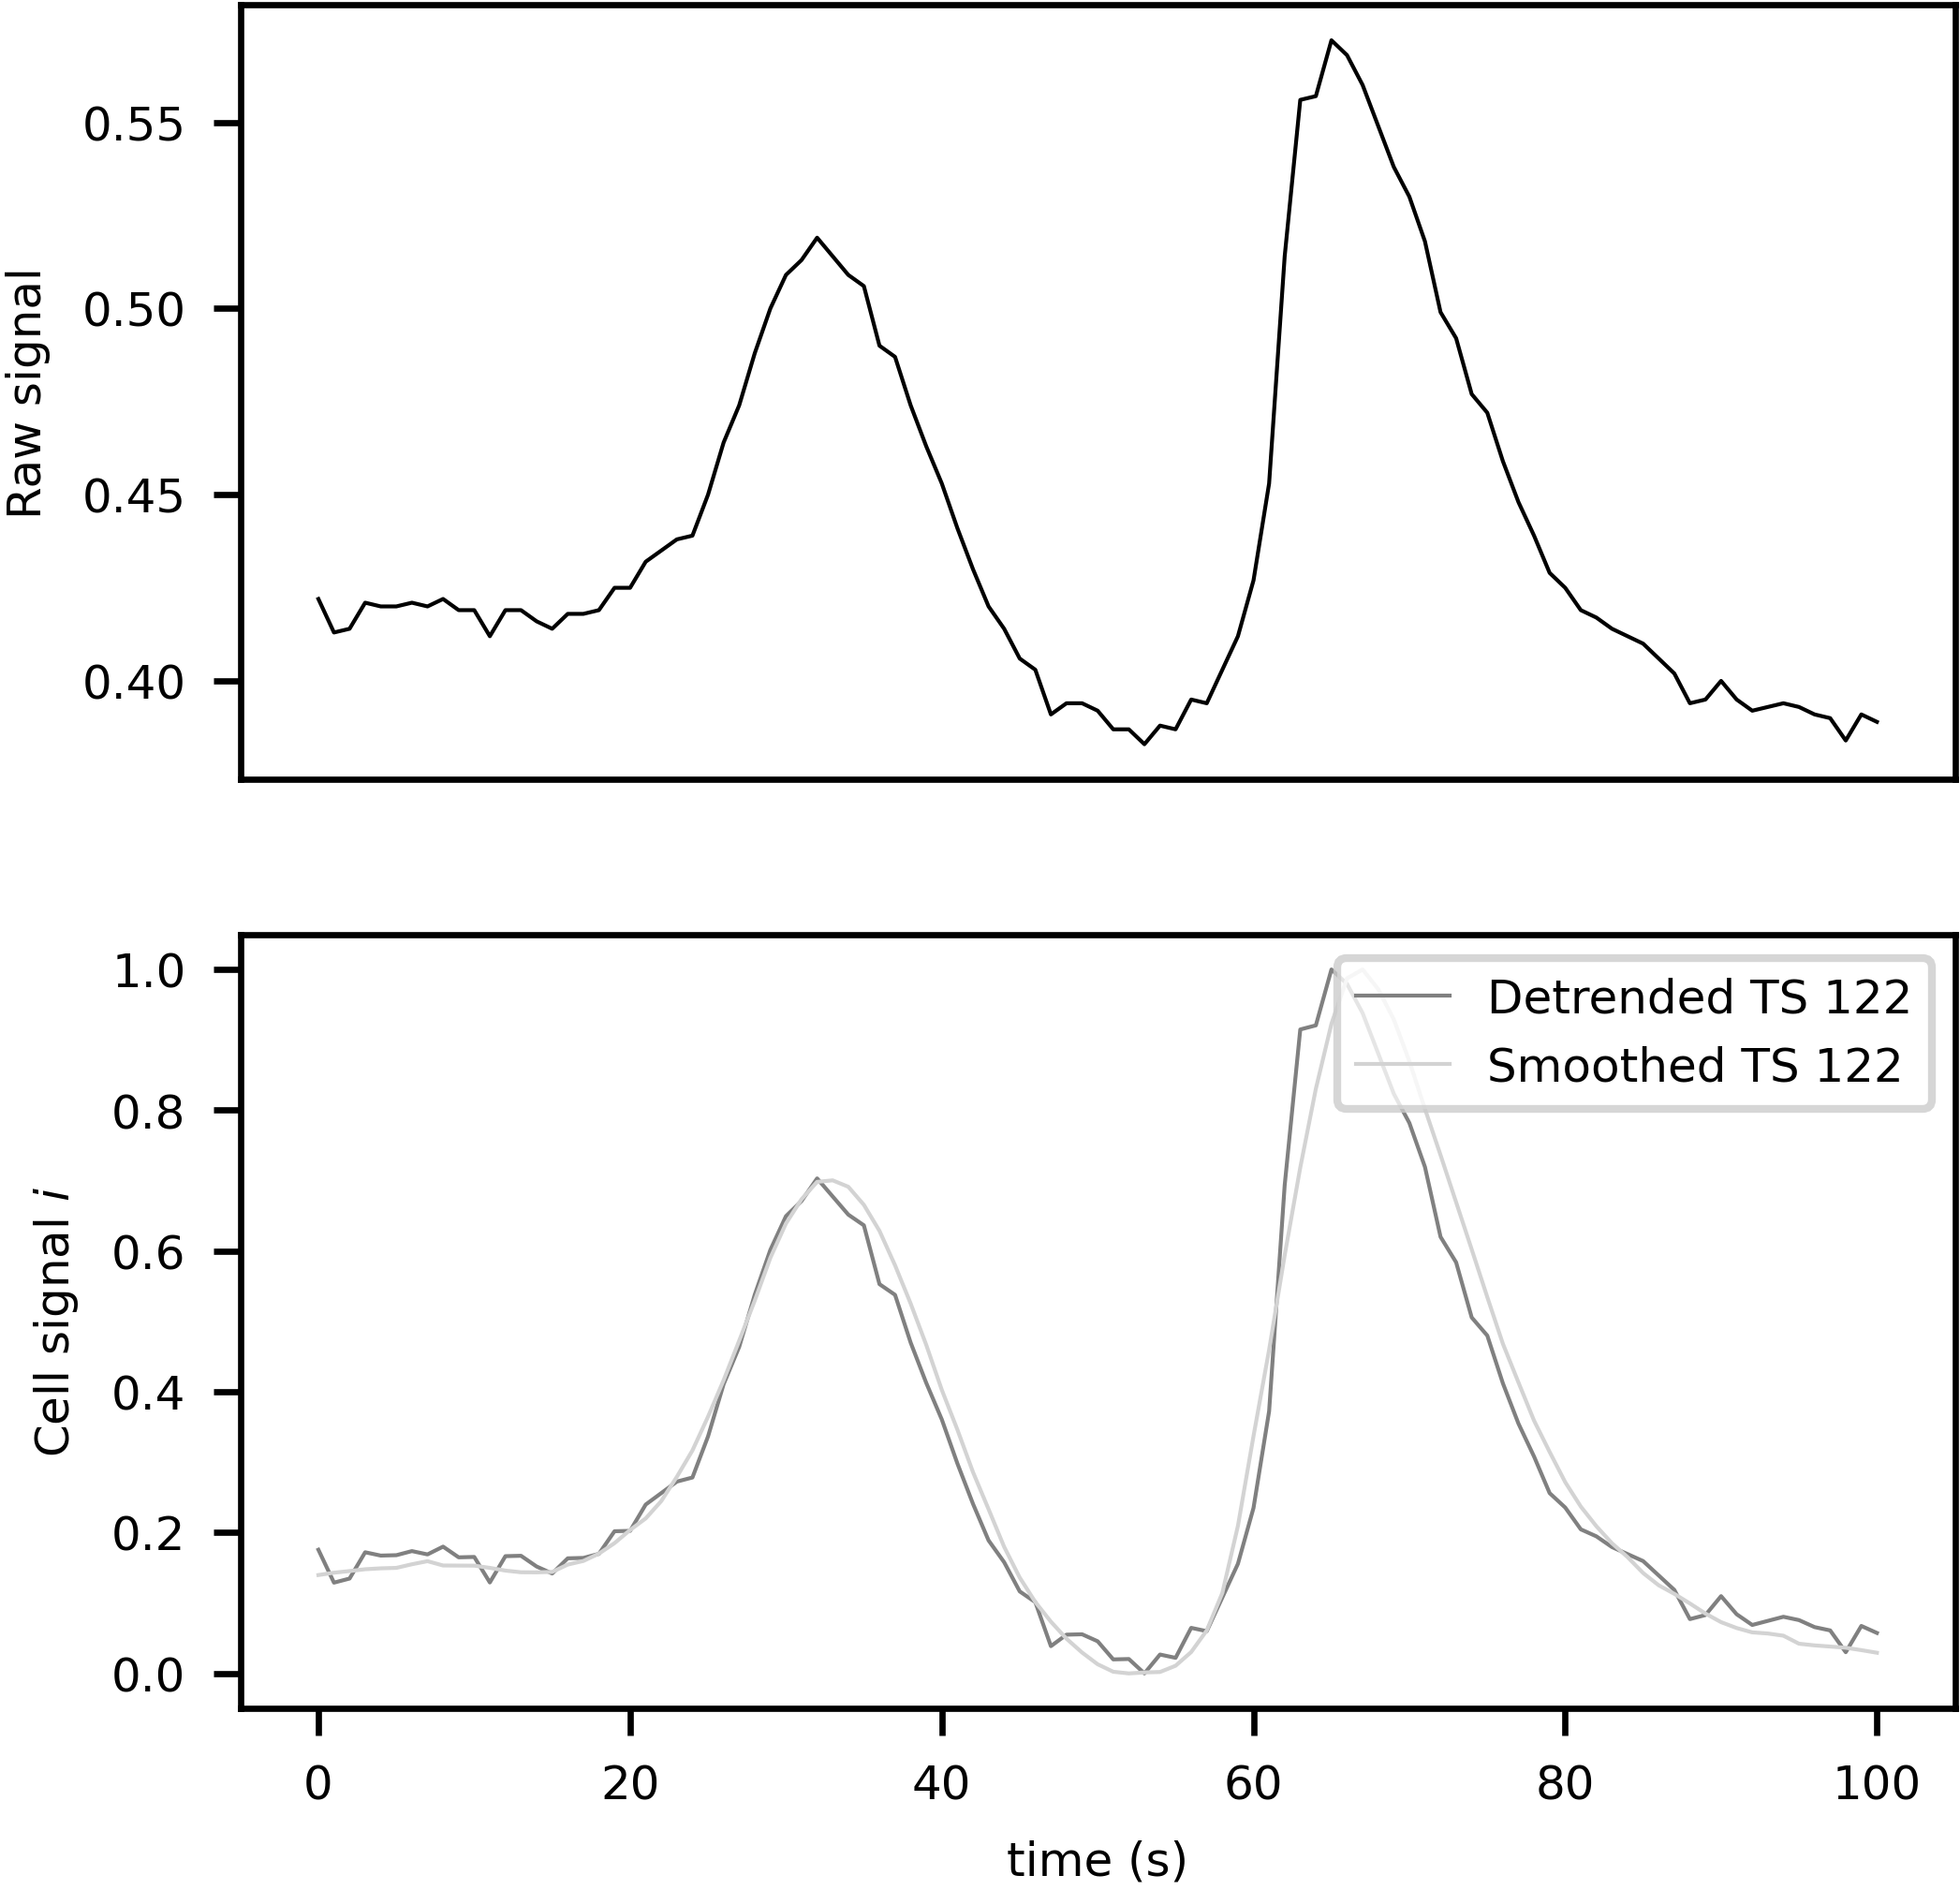 Raw signal
0.55
0.50
0.45
0.40
Cell signal i
1.0
0.8
0.6
0.4
0.2
0.0
Detrended TS 122
Smoothed TS 122
0 20 40 60 80 100
time (s)